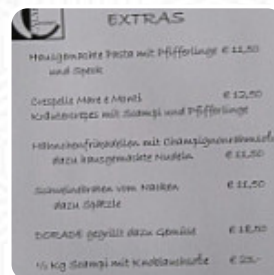 EXTRAS
Hausgemachte Pasta mit Pfifferlinge € 11,50
und Speck
Crespelle Mare e Monti € 12,50
Kräutercrepes mit Scampi und Pfifferlinge
Hähnchenfrikadellen mit Champignonrahmsoße
dazu hausgemachte Nudeln € 11,50
Schweinebraten vom Nacken € 11,50
dazu Spätzle
DORADE gegrillt dazu Gemüse € 18,50
½ Kg Scampi mit Knoblauchsoße € 23,-